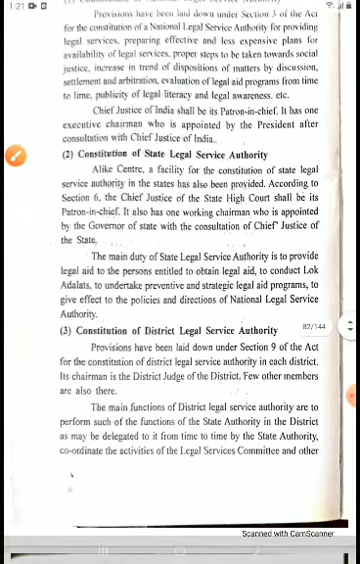 1:21
Provisions have been laid down under Section 3 of the Act
for the constitution of a National Legal Service Authority for providing
legal services, preparing effective and less expensive plans for
availability of legal services, proper steps to be taken towards social
justice, increase in trend of dispositions of matters by discussion,
settlement and arbitration, evaluation of legal aid programs from time
to lime, publicity of legal literacy and legal awareness. etc.
Chief Justice of India shall be its Patron-in-chief. It has one
executive chairman who is appointed by the President after
consultation with Chief Justice of India.
(2) Constitution of State Legal Service Authority
Alike Centre, a facility for the constitution of state legal
service authority in the states has also been provided. According to
Section 6, the Chief Justice of the State High Court shall be its
Patron-in-chief. It also has one working chairman who is appointed
by the Governor of state with the consultation of Chief Justice of
the State.
The main duty of State Legal Service Authority is to provide
legal aid to the persons entitled to obtain legal aid, to conduct Lok
Adalats, to undertake preventive and strategic legal aid programs, to
give effect to the policies and directions of National Legal Service
Authority.
(3) Constitution of District Legal Service Authority
82/144
Provisions have been laid down under Section 9 of the Act
for the constitution of district legal service authority in each district.
Its chairman is the District Judge of the District. Few other members
are also there.
The main functions of District legal service authority are to
perform such of the functions of the State Authority in the District
as may be delegated to it from time to time by the State Authority,
co-ordinate the activities of the Legal Services Committee and other
Scanned with CamScanner